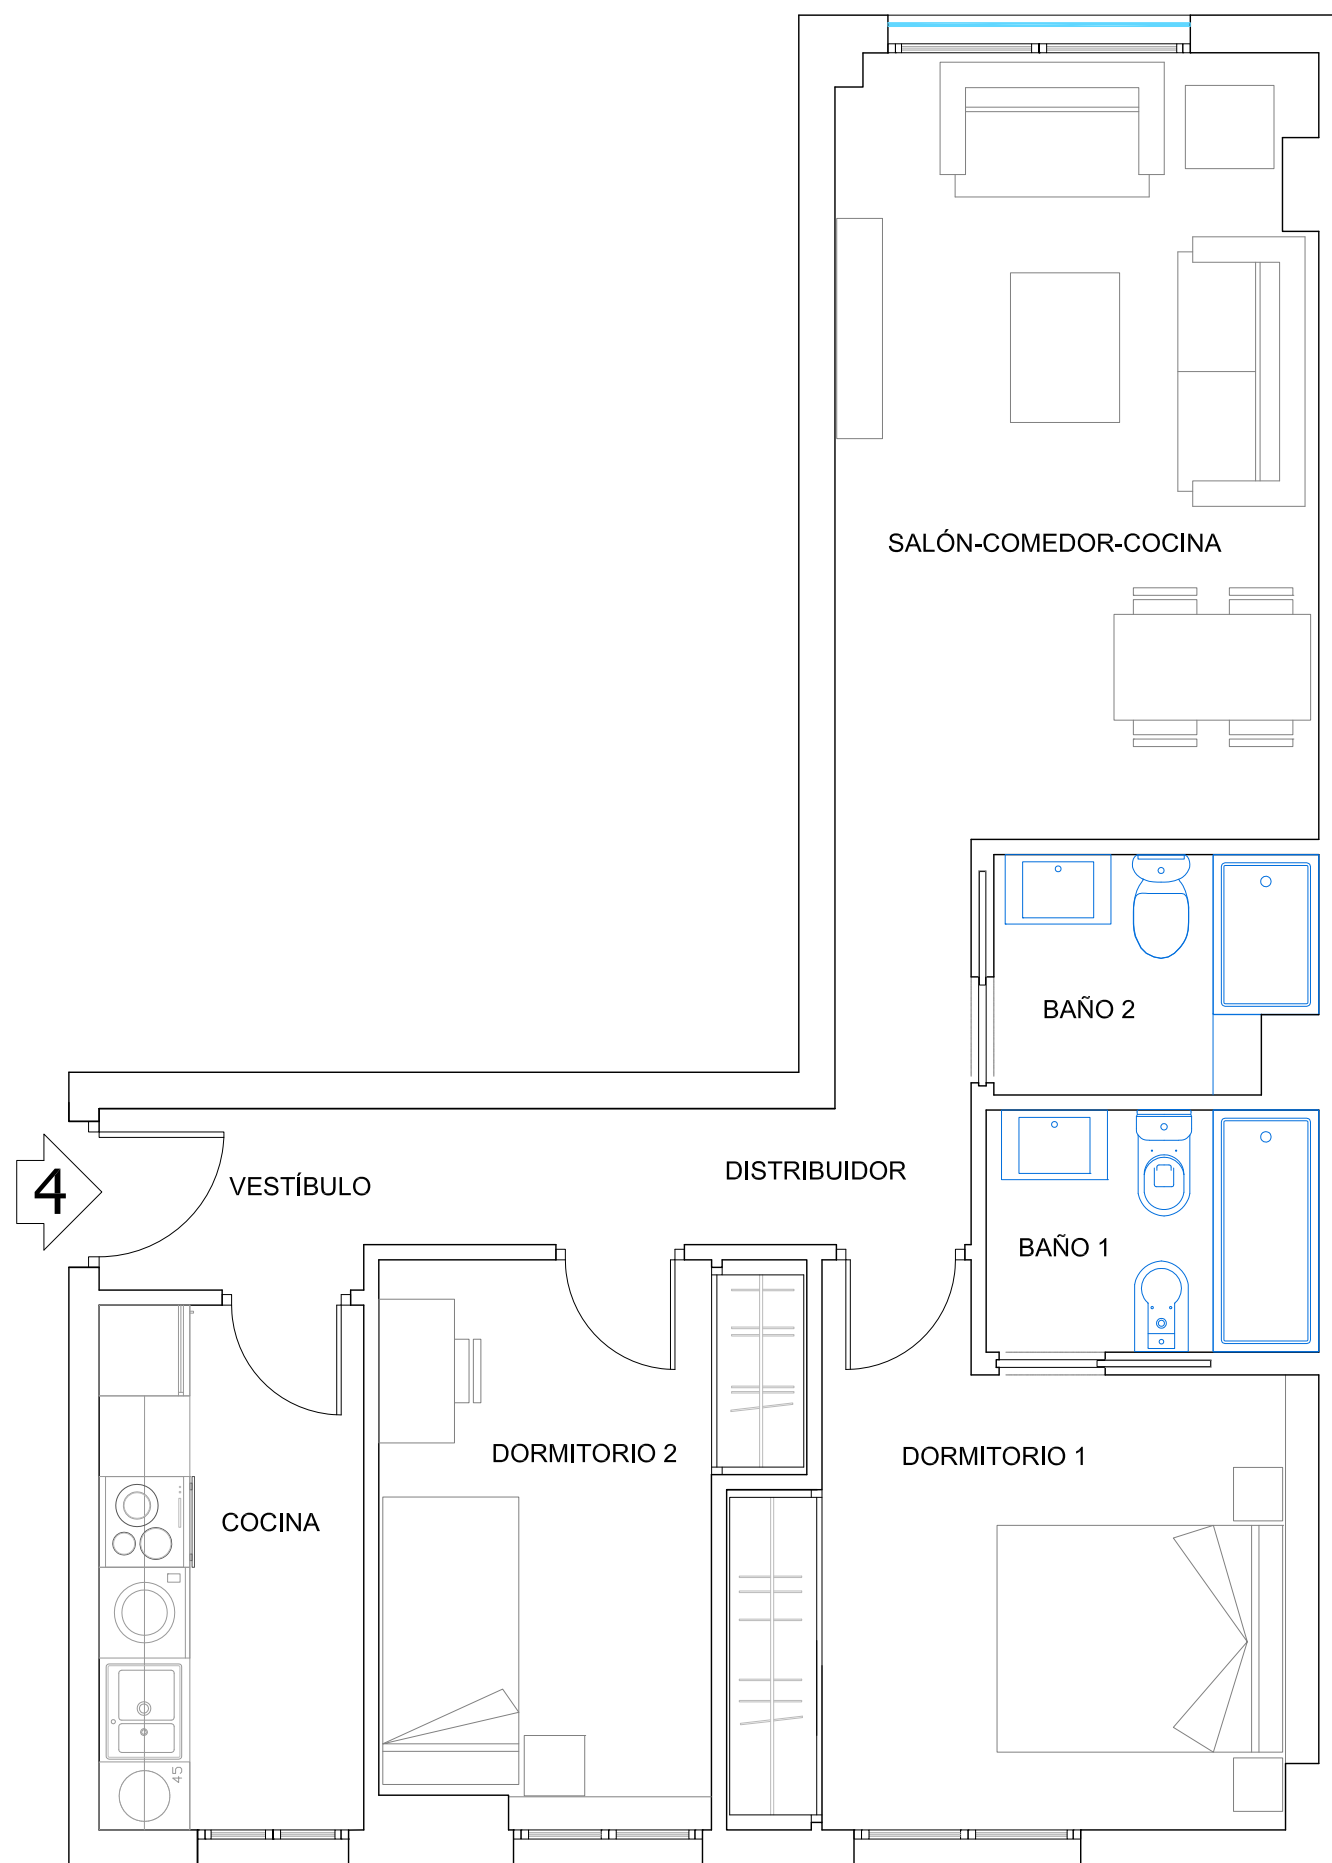 SALÓN-COMEDOR-COCINA
BAÑO 2
4
VESTÍBULO
DISTRIBUIDOR
BAÑO 1
DORMITORIO 2
DORMITORIO 1
COCINA
45